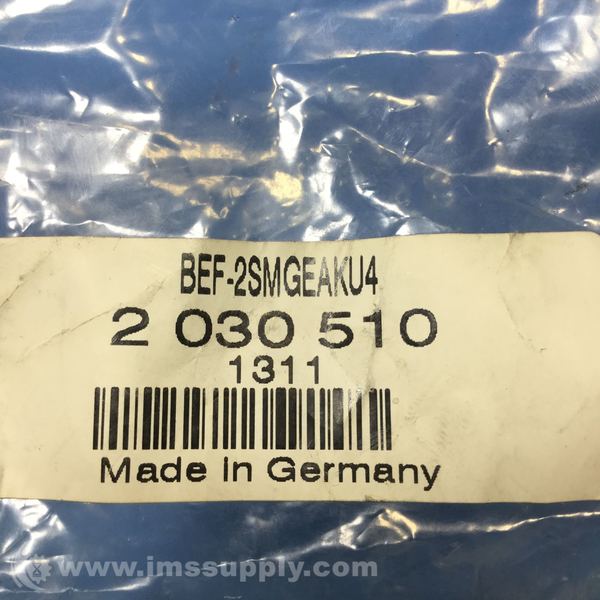 BEF-2SMGEAKU4
2 030 510
1311
Made in Germany
www.imssupply.com